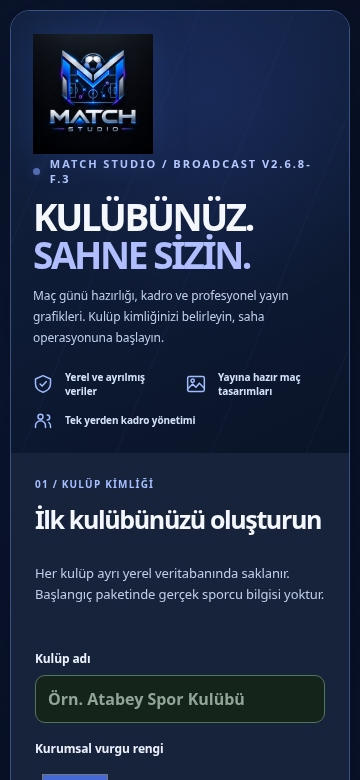 MATCH
STUDIO
MATCH STUDIO / BROADCAST V2.6.8-
F.3
KULÜBÜNÜZ.
SAHNE SİZİN.
Maç günü hazırlığı, kadro ve profesyonel yayın
grafikleri. Kulüp kimliğinizi belirleyin, saha
operasyonuna başlayın.
Yerel ve ayrılmış
veriler
Yayına hazır maç
tasarımları
Tek yerden kadro yönetimi
01 / KULÜP KİMLİĞİ
İlk kulübünüzü oluşturun
Her kulüp ayrı yerel veritabanında saklanır.
Başlangıç paketinde gerçek sporcu bilgisi yoktur.
Kulüp adı
Örn. Atabey Spor Kulübü
Kurumsal vurgu rengi